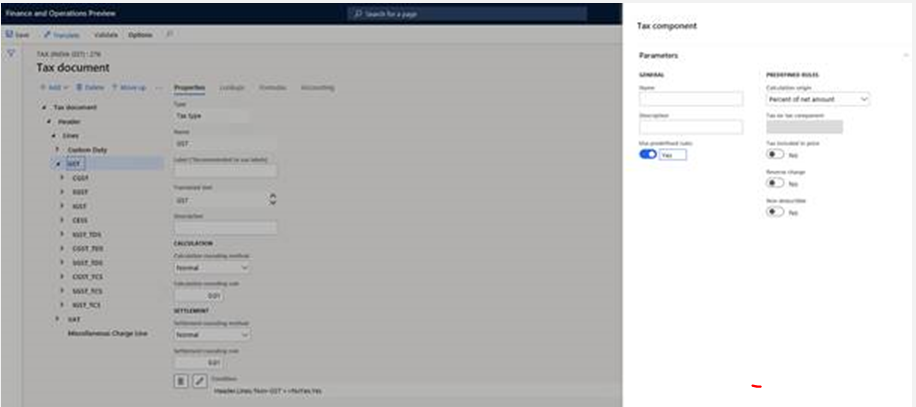 Finance and Operations Preview
Search for a page
Save
Translate
Validate
Options
TAX (INDIA GST) : 276
Tax document
Add
Delete
Move up
Properties
Lookups
Formulas
Accounting
Tax document
Header
Lines
Custom Duty
GST
CGST
SGST
IGST
CESS
IGST_TDS
CGST_TDS
SGST_TDS
CGST_TCS
SGST_TCS
IGST_TCS
VAT
Miscellaneous Charge Line
Type
Tax type
Name
GST
Label (*Recommended to use labels)
Translated text
GST
Description
CALCULATION
Calculation rounding method
Normal
Calculation rounding rule
0.01
SETTLEMENT
Settlement rounding method
Normal
Settlement rounding rule
0.01
Condition
Tax component
Parameters
GENERAL
Name
Description
Use predefined rules
Yes
PREDEFINED RULES
Calculation origin
Percent of net amount
Tax on tax component
Tax included in price
No
Reverse charge
No
Non-deductible
No